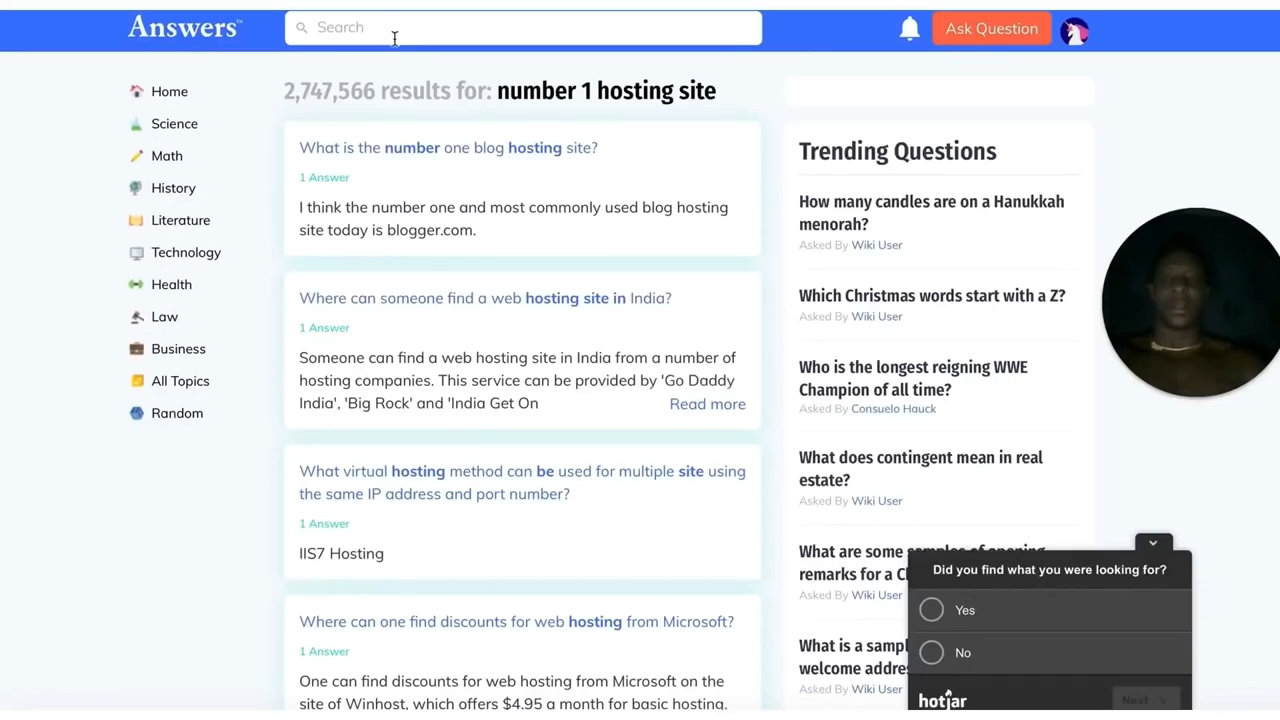 Answers™
Search
Ask Question
Home
Science
Math
History
Literature
Technology
Health
Law
Business
All Topics
Random
2,747,566 results for: number 1 hosting site
What is the number one blog hosting site?
1 Answer
I think the number one and most commonly used blog hosting
site today is blogger.com.
Where can someone find a web hosting site in India?
1 Answer
Someone can find a web hosting site in India from a number of
hosting companies. This service can be provided by 'Go Daddy
India', 'Big Rock' and 'India Get On
Read more
What virtual hosting method can be used for multiple site using
the same IP address and port number?
1 Answer
IIS7 Hosting
Where can one find discounts for web hosting from Microsoft?
1 Answer
One can find discounts for web hosting from Microsoft on the
site of Winhost, which offers $4.95 a month for basic hosting.
Trending Questions
How many candles are on a Hanukkah
menorah?
Asked By Wiki User
Which Christmas words start with a Z?
Asked By Wiki User
Who is the longest reigning WWE
Champion of all time?
Asked By Consuelo Hauck
What does contingent mean in real
estate?
Asked By Wiki User
What are some samples of opening
remarks for a C
Asked By Wiki User
What is a sampl
welcome addre
Asked By Wiki User
Did you find what you were looking for?
Yes
No
hotjar
Next